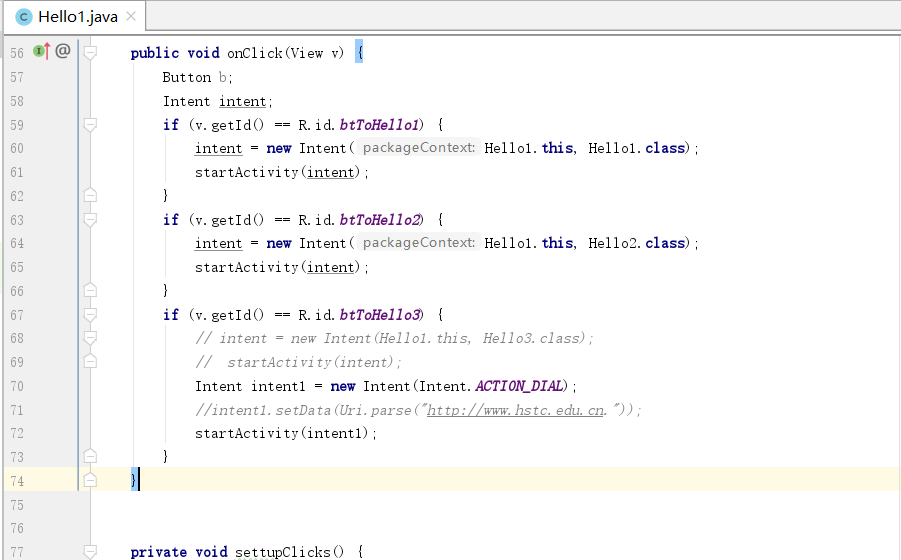 Hello1.java
56 public void onClick(View v) {
57 Button b;
58 Intent intent;
59 if (v.getId() == R.id.btToHello1) {
60 intent = new Intent( packageContext: Hello1.this, Hello1.class);
61 startActivity(intent);
62 }
63 if (v.getId() == R.id.btToHello2) {
64 intent = new Intent( packageContext: Hello1.this, Hello2.class);
65 startActivity(intent);
66 }
67 if (v.getId() == R.id.btToHello3) {
68 // intent = new Intent(Hello1.this, Hello3.class);
69 // startActivity(intent);
70 Intent intent1 = new Intent(Intent.ACTION_DIAL);
71 //intent1.setData(Uri.parse("http://www.hstc.edu.cn."));
72 startActivity(intent1);
73 }
74 }
75
76
77 private void settupClicks() {